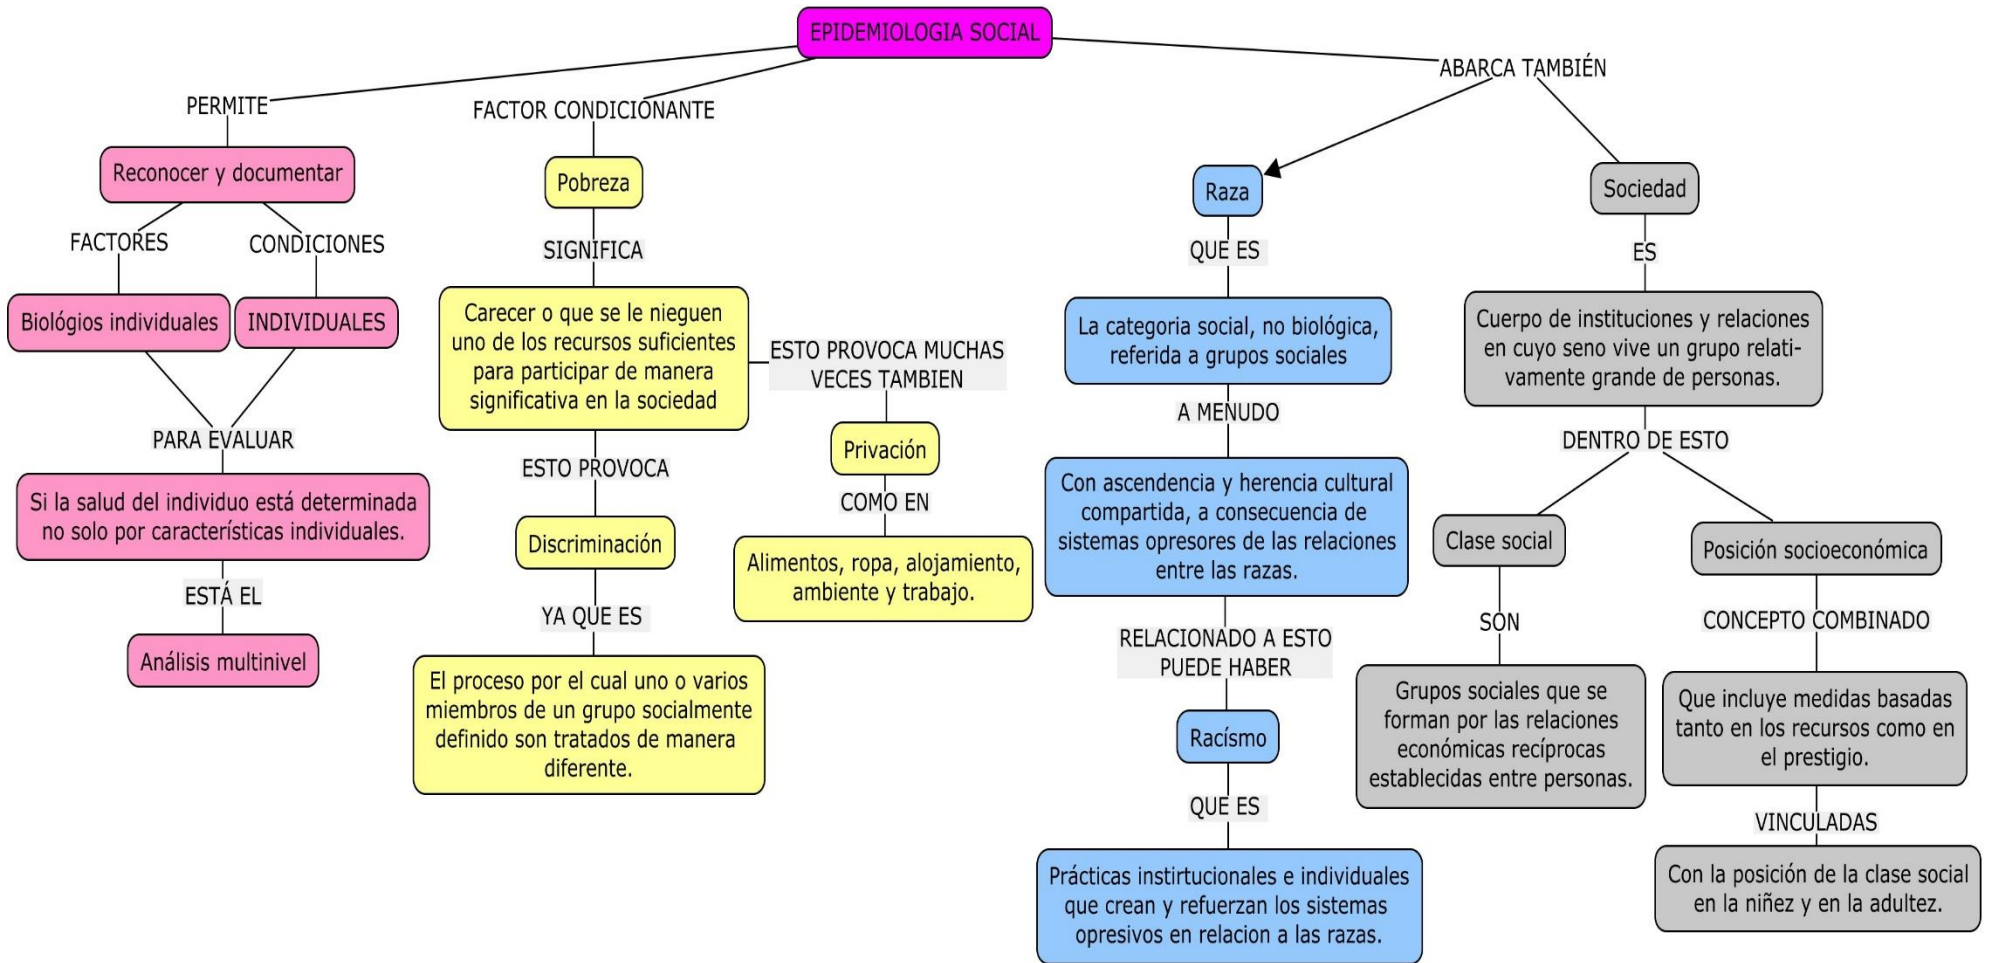 EPIDEMIOLOGIA SOCIAL
PERMITE
Reconocer y documentar
FACTORES
CONDICIONES
Biológios individuales
INDIVIDUALES
PARA EVALUAR
Si la salud del individuo está determinada
no solo por características individuales.
ESTÁ EL
Análisis multinivel
FACTOR CONDICIONANTE
Pobreza
SIGNIFICA
Carecer o que se le nieguen
uno de los recursos suficientes
para participar de manera
significativa en la sociedad
ESTO PROVOCA
Discriminación
YA QUE ES
El proceso por el cual uno o varios
miembros de un grupo socialmente
definido son tratados de manera
diferente.
ESTO PROVOCA MUCHAS
VECES TAMBIEN
Privación
COMO EN
Alimentos, ropa, alojamiento,
ambiente y trabajo.
ABARCA TAMBIÉN
Raza
QUE ES
La categoria social, no biológica,
referida a grupos sociales
A MENUDO
Con ascendencia y herencia cultural
compartida, a consecuencia de
sistemas opresores de las relaciones
entre las razas.
RELACIONADO A ESTO
PUEDE HABER
Racísmo
QUE ES
Prácticas instirtucionales e individuales
que crean y refuerzan los sistemas
opresivos en relacion a las razas.
Sociedad
ES
Cuerpo de instituciones y relaciones
en cuyo seno vive un grupo relati-
vamente grande de personas.
DENTRO DE ESTO
Clase social
SON
Grupos sociales que se
forman por las relaciones
económicas recíprocas
establecidas entre personas.
Posición socioeconómica
CONCEPTO COMBINADO
Que incluye medidas basadas
tanto en los recursos como en
el prestigio.
VINCULADAS
Con la posición de la clase social
en la niñez y en la adultez.